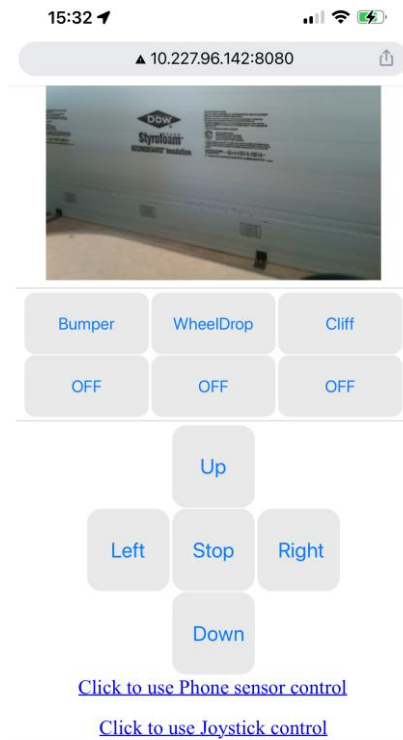 15:32
10.227.96.142:8080
DOW
Styrofoam
Insulation
Bumper WheelDrop Cliff
OFF OFF OFF
Up
Left Stop Right
Down
Click to use Phone sensor control
Click to use Joystick control